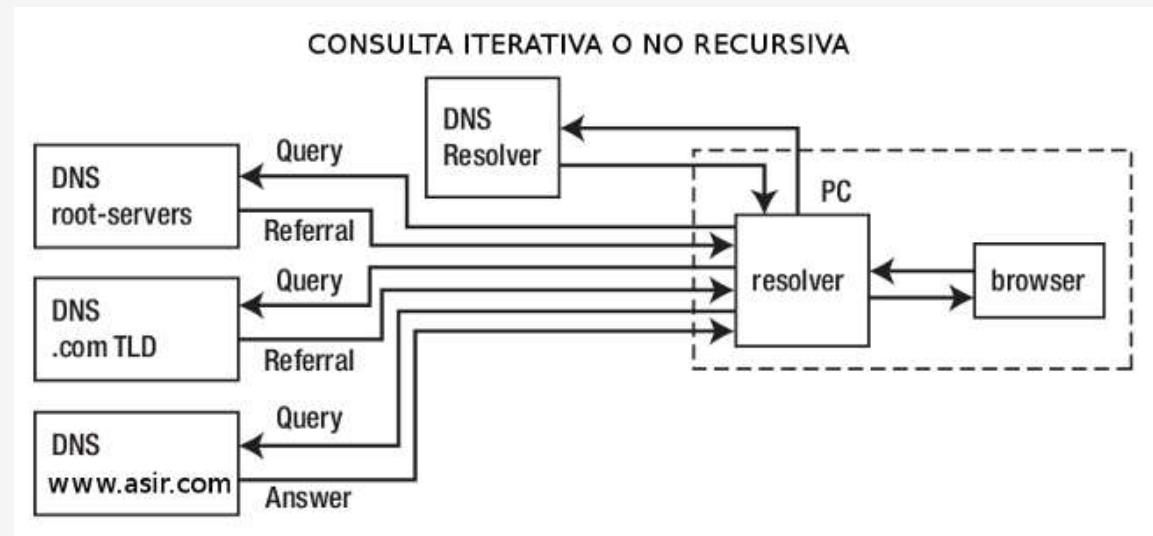 CONSULTA ITERATIVA O NO RECURSIVA
DNS
Resolver
Query
DNS
root-servers
Referral
PC
Query
resolver
browser
DNS
.com TLD
Referral
Query
DNS
www.asir.com
Answer